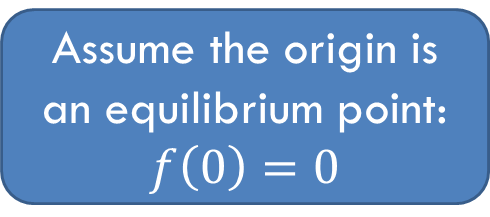 Assume the origin is
an equilibrium point:
f(0) = 0